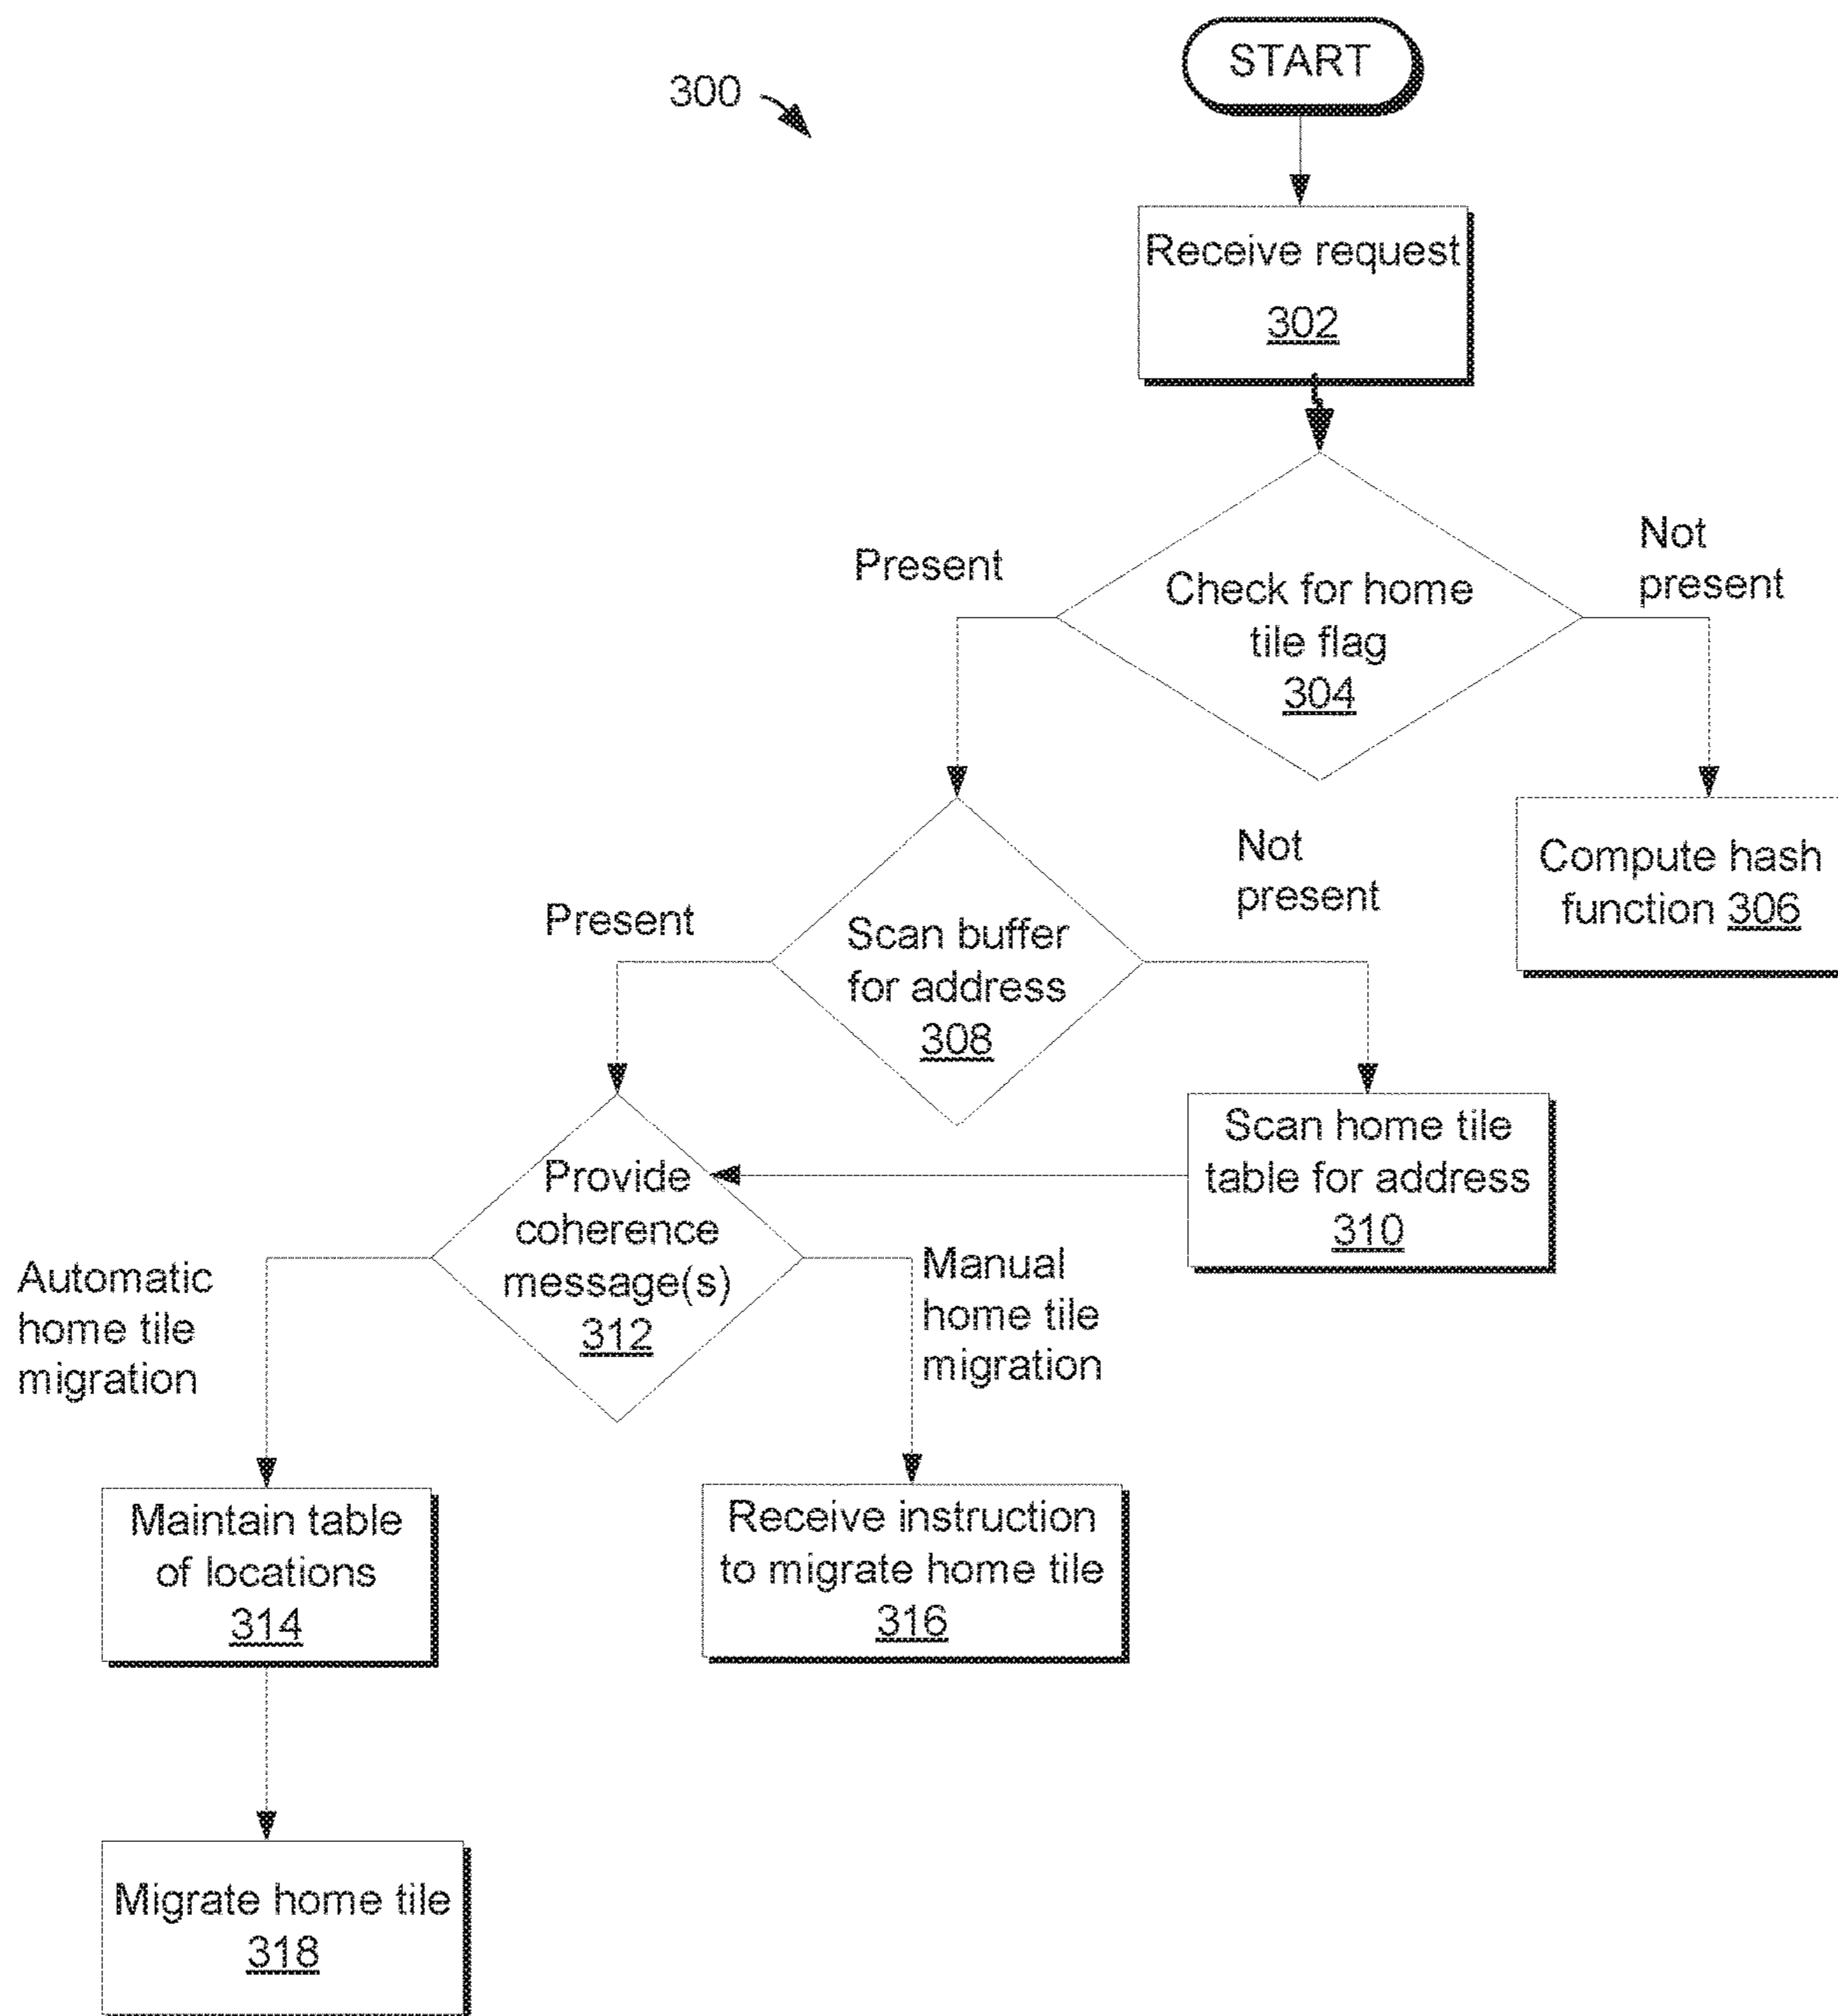 START
300
Receive request
302
Present
Not
present
Check for home
tile flag
304
Compute hash
function 306
Present
Not
present
Scan buffer
for address
308
Scan home tile
table for address
310
Provide
coherence
message(s)
312
Automatic
home tile
migration
Manual
home tile
migration
Maintain table
of locations
314
Receive instruction
to migrate home tile
316
Migrate home tile
318